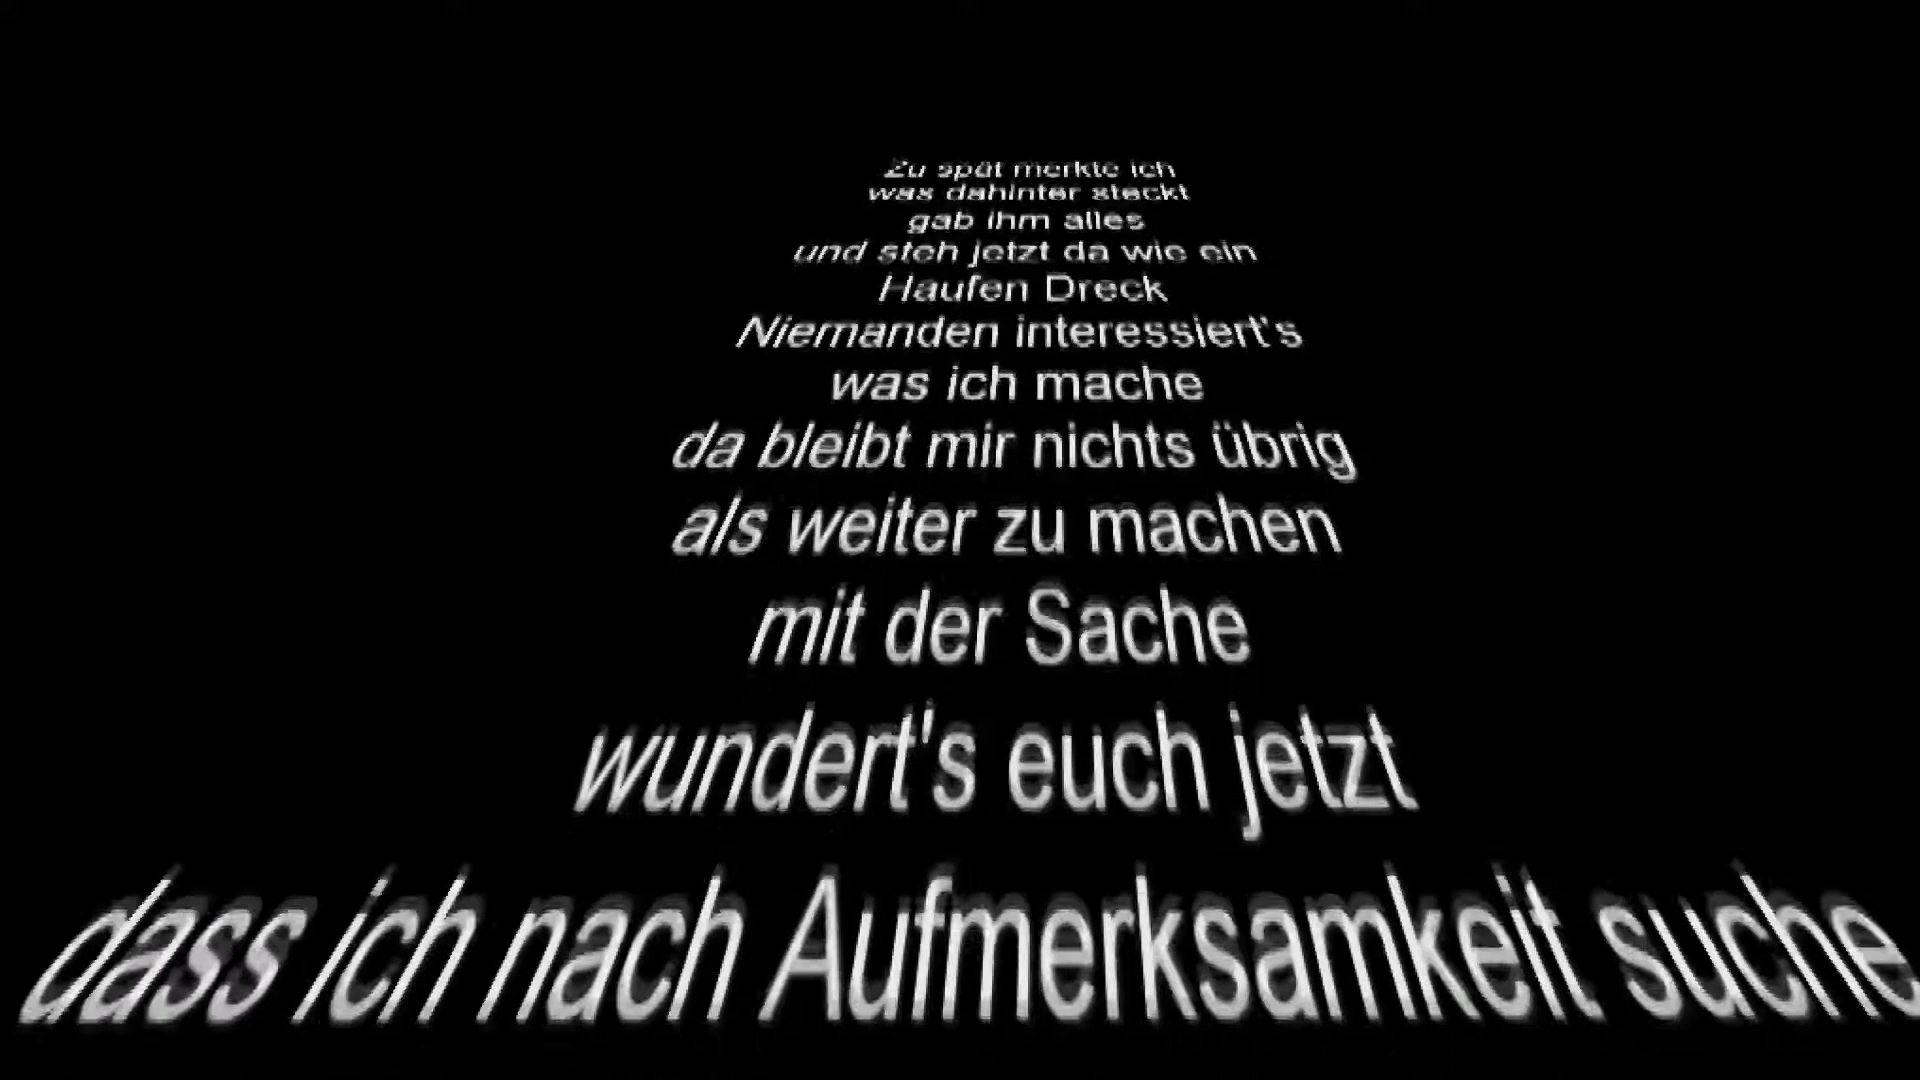 Zu spät merkte ich
was dahinter steckt
gab ihm alles
und steh jetzt da wie ein
Haufen Dreck
Niemanden interessiert's
was ich mache
da bleibt mir nichts übrig
als weiter zu machen
mit der Sache
wundert's euch jetzt
dass ich nach Aufmerksamkeit suche